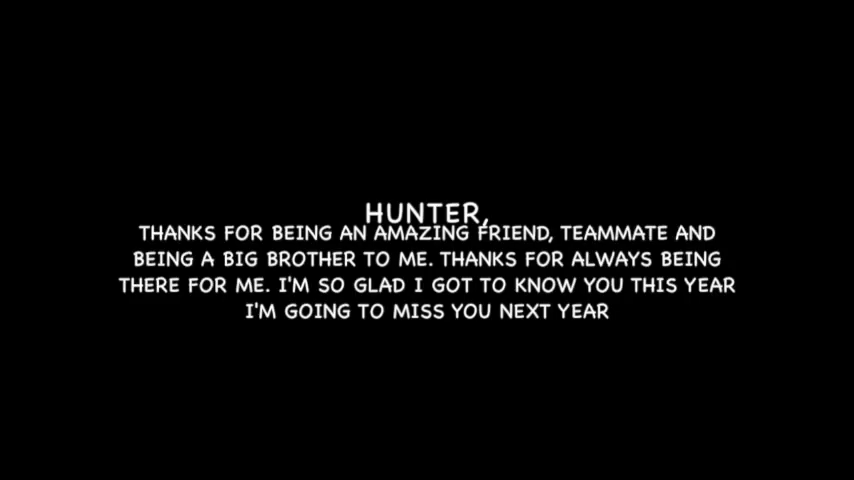 HUNTER,
THANKS FOR BEING AN AMAZING FRIEND, TEAMMATE AND
BEING A BIG BROTHER TO ME. THANKS FOR ALWAYS BEING
THERE FOR ME. I'M SO GLAD I GOT TO KNOW YOU THIS YEAR
I'M GOING TO MISS YOU NEXT YEAR